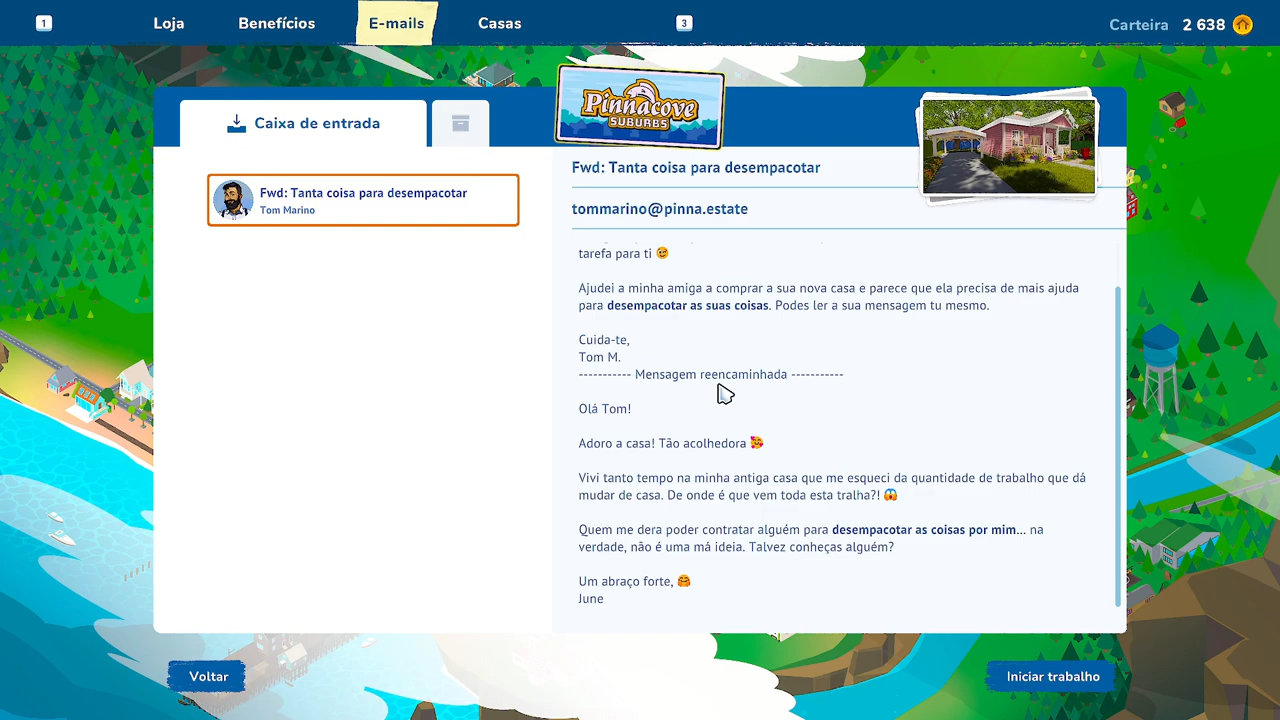 1
Loja
Benefícios
E-mails
Casas
3
Carteira 2 638
Caixa de entrada
Pinnacove
SUBURBS
Fwd: Tanta coisa para desempacotar
Tom Marino
Fwd: Tanta coisa para desempacotar
tommarino@pinna.estate
tarefa para ti 😉
Ajudei a minha amiga a comprar a sua nova casa e parece que ela precisa de mais ajuda
para desempacotar as suas coisas. Podes ler a sua mensagem tu mesmo.
Cuida-te,
Tom M.
----------- Mensagem reencaminhada -----------
Olá Tom!
Adoro a casa! Tão acolhedora 🥰
Vivi tanto tempo na minha antiga casa que me esqueci da quantidade de trabalho que dá
mudar de casa. De onde é que vem toda esta tralha?! 😱
Quem me dera poder contratar alguém para desempacotar as coisas por mim... na
verdade, não é uma má ideia. Talvez conheças alguém?
Um abraço forte, 🤗
June
Voltar
Iniciar trabalho